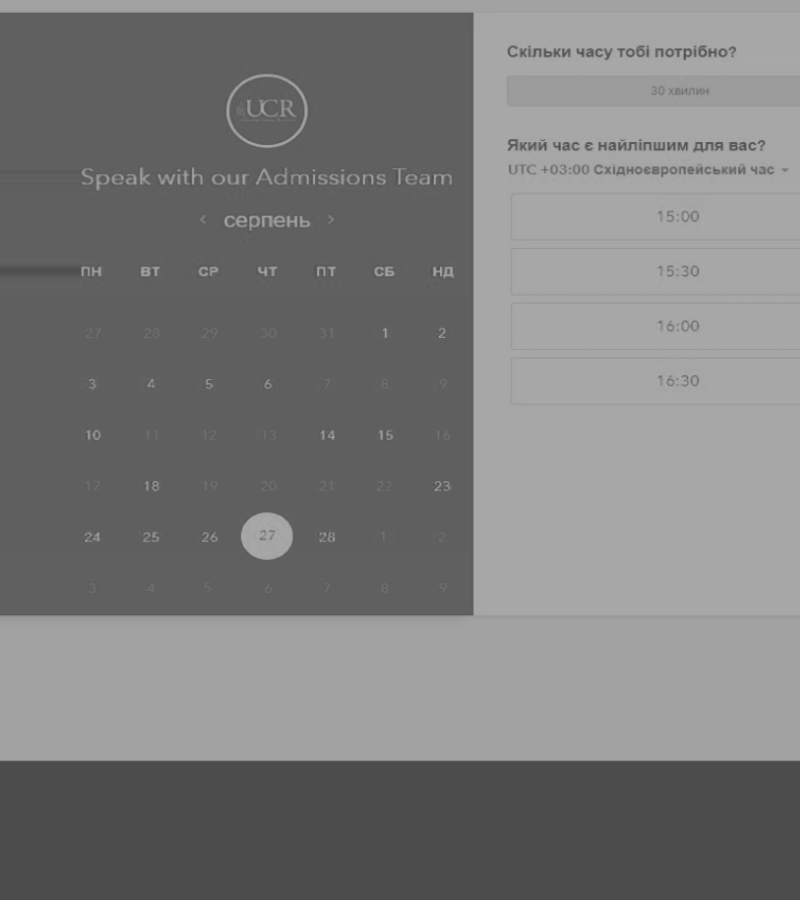 UCR
Speak with our Admissions Team
серпень
ПН ВТ СР ЧТ ПТ СБ НД
27 28 29 30 31 1 2
3 4 5 6 7 8 9
10 11 12 13 14 15 16
17 18 19 20 21 22 23
24 25 26 27 28 1 2
3 4 5 6 7 8 9
Скільки часу тобі потрібно?
30 хвилин
Який час є найліпшим для вас?
UTC +03:00 Східноєвропейський час
15:00
15:30
16:00
16:30